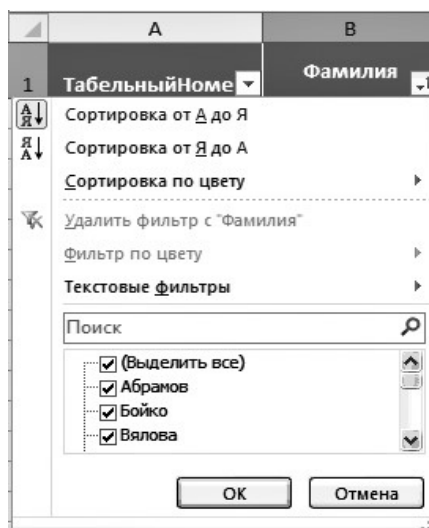 A B
1 ТабельныйНоме Фамилия
Сортировка от А до Я
Сортировка от Я до А
Сортировка по цвету
Удалить фильтр с "Фамилия"
Фильтр по цвету
Текстовые фильтры
Поиск
(Выделить все)
Абрамов
Бойко
Вялова
ОК Отмена